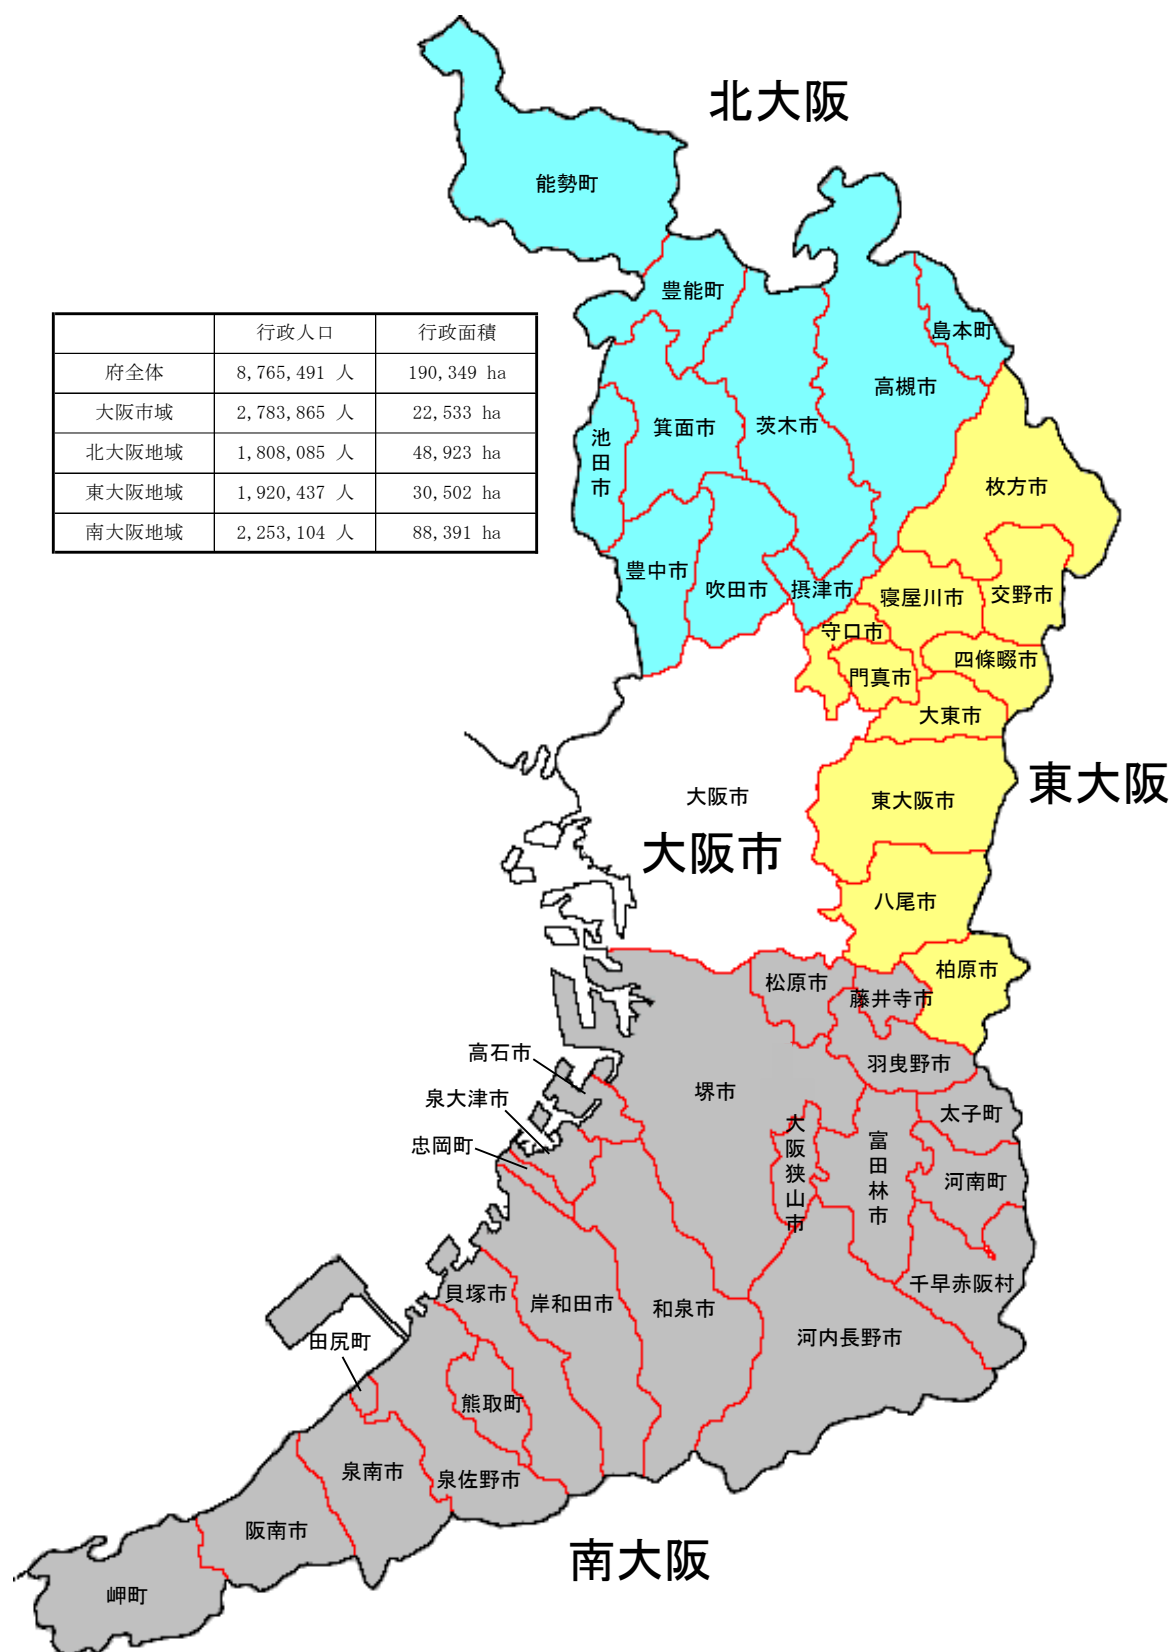 北大阪
能勢町
豊能町
島本町
高槻市
茨木市
箕面市
池田市
行政人口 行政面積
府全体 8,765,491 人 190,349 ha
大阪市域 2,783,865 人 22,533 ha
北大阪地域 1,808,085 人 48,923 ha
東大阪地域 1,920,437 人 30,502 ha
南大阪地域 2,253,104 人 88,391 ha
枚方市
豊中市
吹田市
摂津市
寝屋川市
交野市
守口市
門真市
四條畷市
大東市
東大阪
東大阪市
大阪市
大阪市
八尾市
柏原市
松原市
藤井寺市
羽曳野市
高石市
堺市
泉大津市
忠岡町
大阪狭山市
富田林市
太子町
河南町
千早赤阪村
貝塚市
岸和田市
和泉市
河内長野市
田尻町
熊取町
泉南市
泉佐野市
阪南市
南大阪
岬町